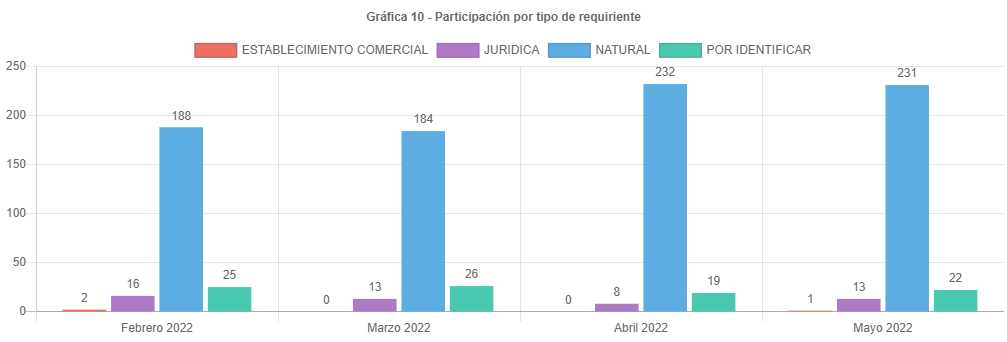 Gráfica 10 - Participación por tipo de requiriente
ESTABLECIMIENTO COMERCIAL JURIDICA NATURAL POR IDENTIFICAR
250
200
150
100
50
0
2 16 188 25
0 13 184 26
0 8 232 19
1 13 231 22
Febrero 2022 Marzo 2022 Abril 2022 Mayo 2022